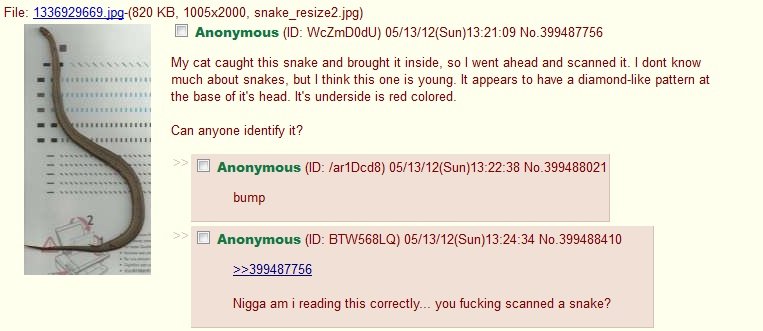 File: 1336929669.jpg-(820 KB, 1005x2000, snake_resize2.jpg)
Anonymous (ID: WcZmD0dU) 05/13/12(Sun)13:21:09 No.399487756
My cat caught this snake and brought it inside, so I went ahead and scanned it. I dont know
much about snakes, but I think this one is young. It appears to have a diamond-like pattern at
the base of it's head. It's underside is red colored.
Can anyone identify it?
>> Anonymous (ID: /ar1Dcd8) 05/13/12(Sun)13:22:38 No.399488021
bump
>> Anonymous (ID: BTW568LQ) 05/13/12(Sun)13:24:34 No.399488410
>>399487756
Nigga am i reading this correctly... you fucking scanned a snake?
2
1